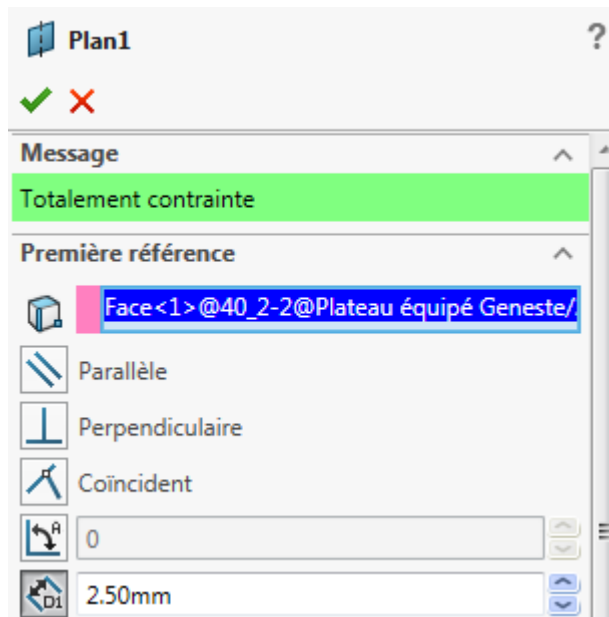 Plan1
?
Message
Totalement contrainte
Première référence
Face<1>@40_2-2@Plateau équipé Geneste/
Parallèle
Perpendiculaire
Coïncident
A
0
D1
2.50mm